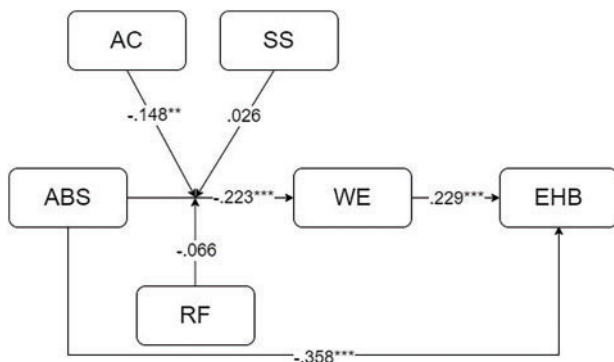 AC
SS
-.148**
.026
ABS
-.223***
WE
.229***
EHB
-.066
RF
-.358***